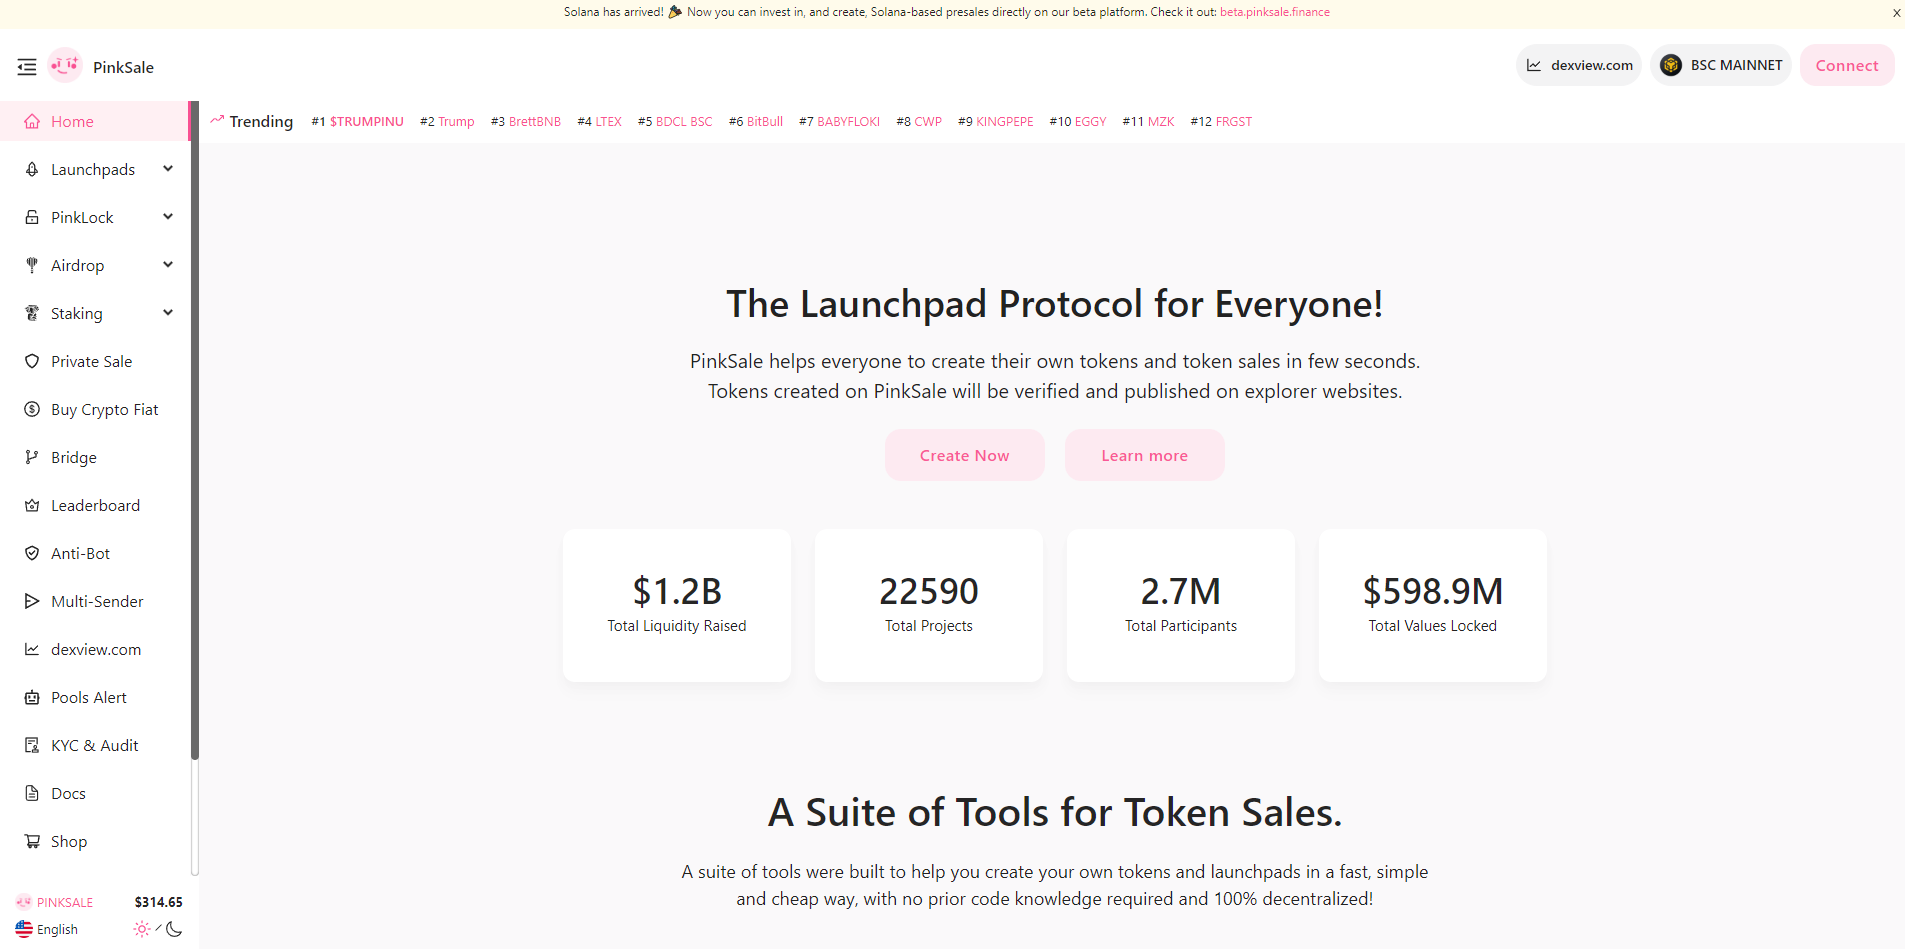 Solana has arrived! 🎉 Now you can invest in, and create, Solana-based presales directly on our beta platform. Check it out: beta.pinksale.finance
X
PinkSale
dexview.com
BSC MAINNET
Connect
Home
Trending #1 $TRUMPINU #2 Trump #3 BrettBNB #4 LTEX #5 BDCL BSC #6 BitBull #7 BABYFLOKI #8 CWP #9 KINGPEPE #10 EGGY #11 MZK #12 FRGST
Launchpads
PinkLock
Airdrop
Staking
Private Sale
Buy Crypto Fiat
Bridge
Leaderboard
Anti-Bot
Multi-Sender
dexview.com
Pools Alert
KYC & Audit
Docs
Shop
PINKSALE $314.65
English
The Launchpad Protocol for Everyone!
PinkSale helps everyone to create their own tokens and token sales in few seconds.
Tokens created on PinkSale will be verified and published on explorer websites.
Create Now
Learn more
$1.2B
Total Liquidity Raised
22590
Total Projects
2.7M
Total Participants
$598.9M
Total Values Locked
A Suite of Tools for Token Sales.
A suite of tools were built to help you create your own tokens and launchpads in a fast, simple
and cheap way, with no prior code knowledge required and 100% decentralized!